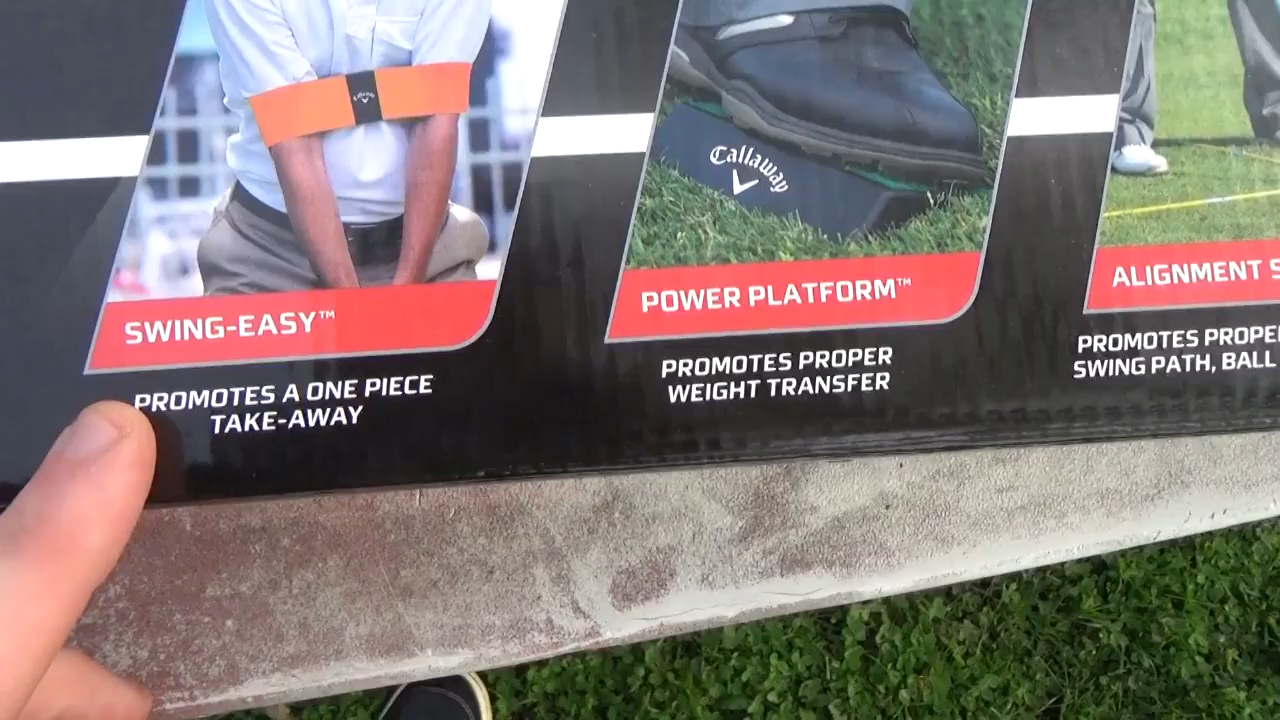 Callaway
Callaway
SWING-EASY™
PROMOTES A ONE PIECE
TAKE-AWAY
POWER PLATFORM™
PROMOTES PROPER
WEIGHT TRANSFER
ALIGNMENT S
PROMOTES PROPE
SWING PATH, BALL